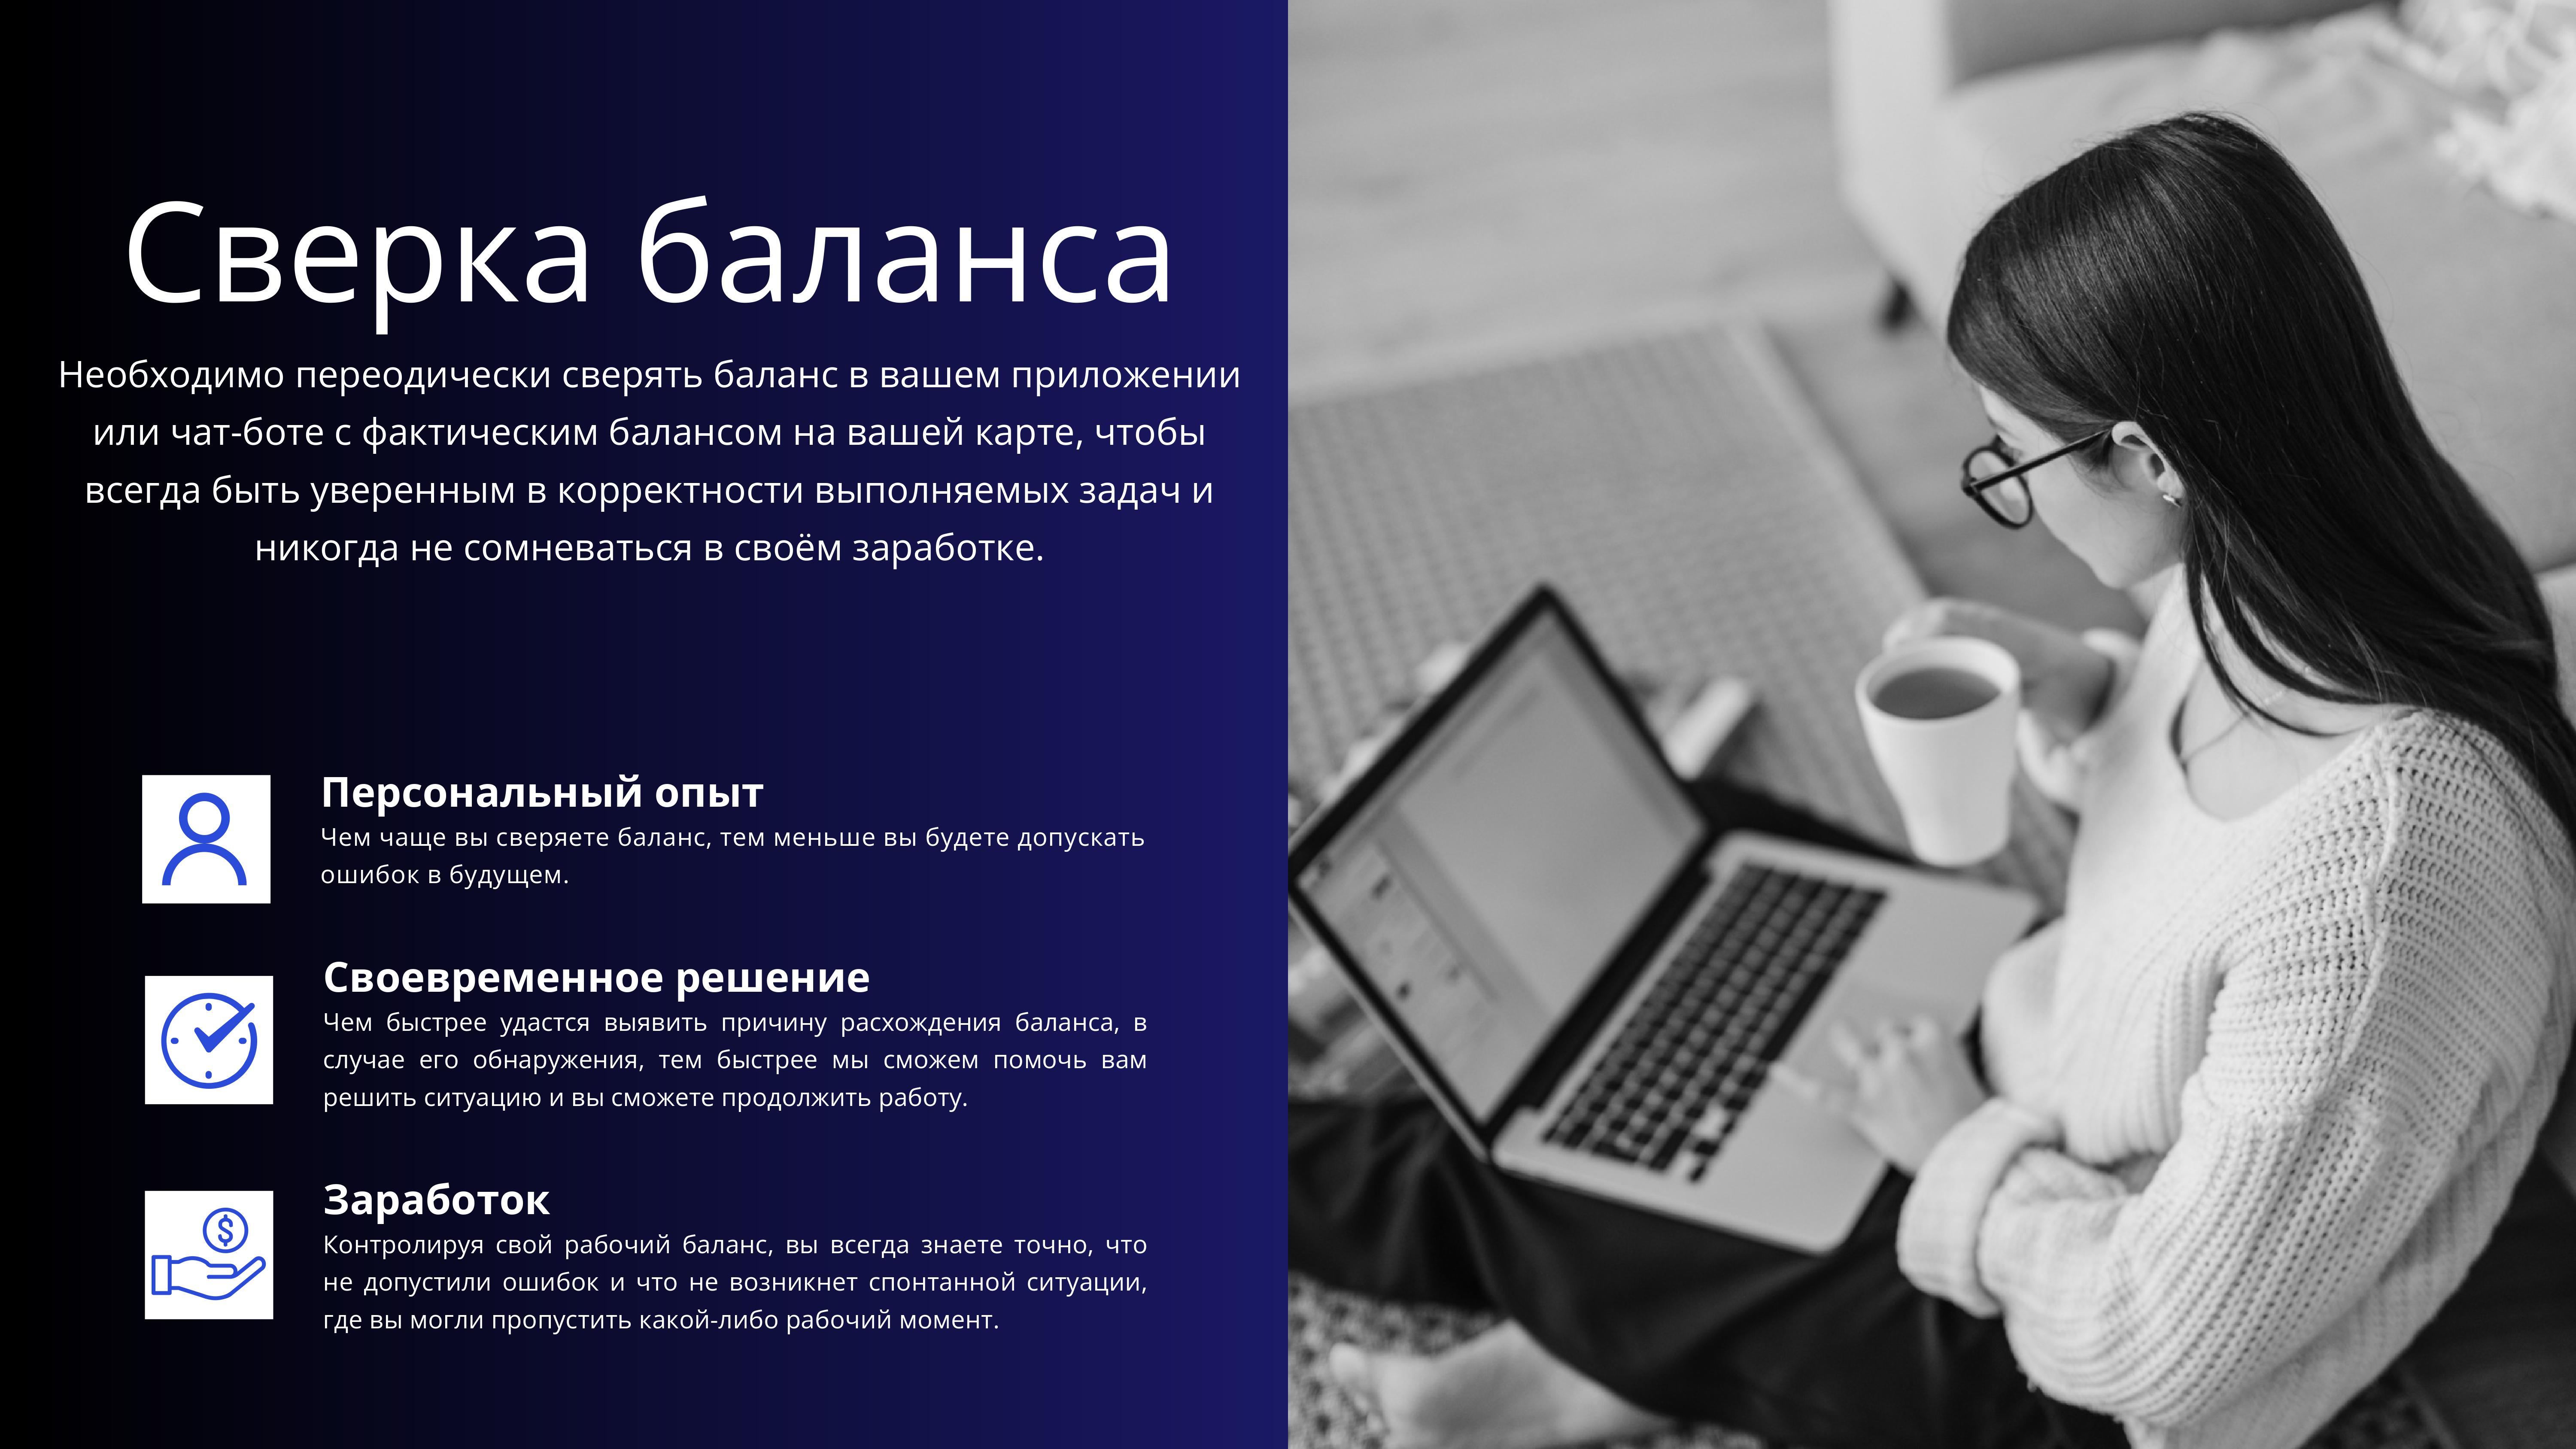 Сверка баланса
Необходимо переодически сверять баланс в вашем приложении
или чат-боте с фактическим балансом на вашей карте, чтобы
всегда быть уверенным в корректности выполняемых задач и
никогда не сомневаться в своём заработке.
Персональный опыт
Чем чаще вы сверяете баланс, тем меньше вы будете допускать
ошибок в будущем.
Своевременное решение
Чем быстрее удастся выявить причину расхождения баланса, в
случае его обнаружения, тем быстрее мы сможем помочь вам
решить ситуацию и вы сможете продолжить работу.
$
Заработок
Контролируя свой рабочий баланс, вы всегда знаете точно, что
не допустили ошибок и что не возникнет спонтанной ситуации,
где вы могли пропустить какой-либо рабочий момент.